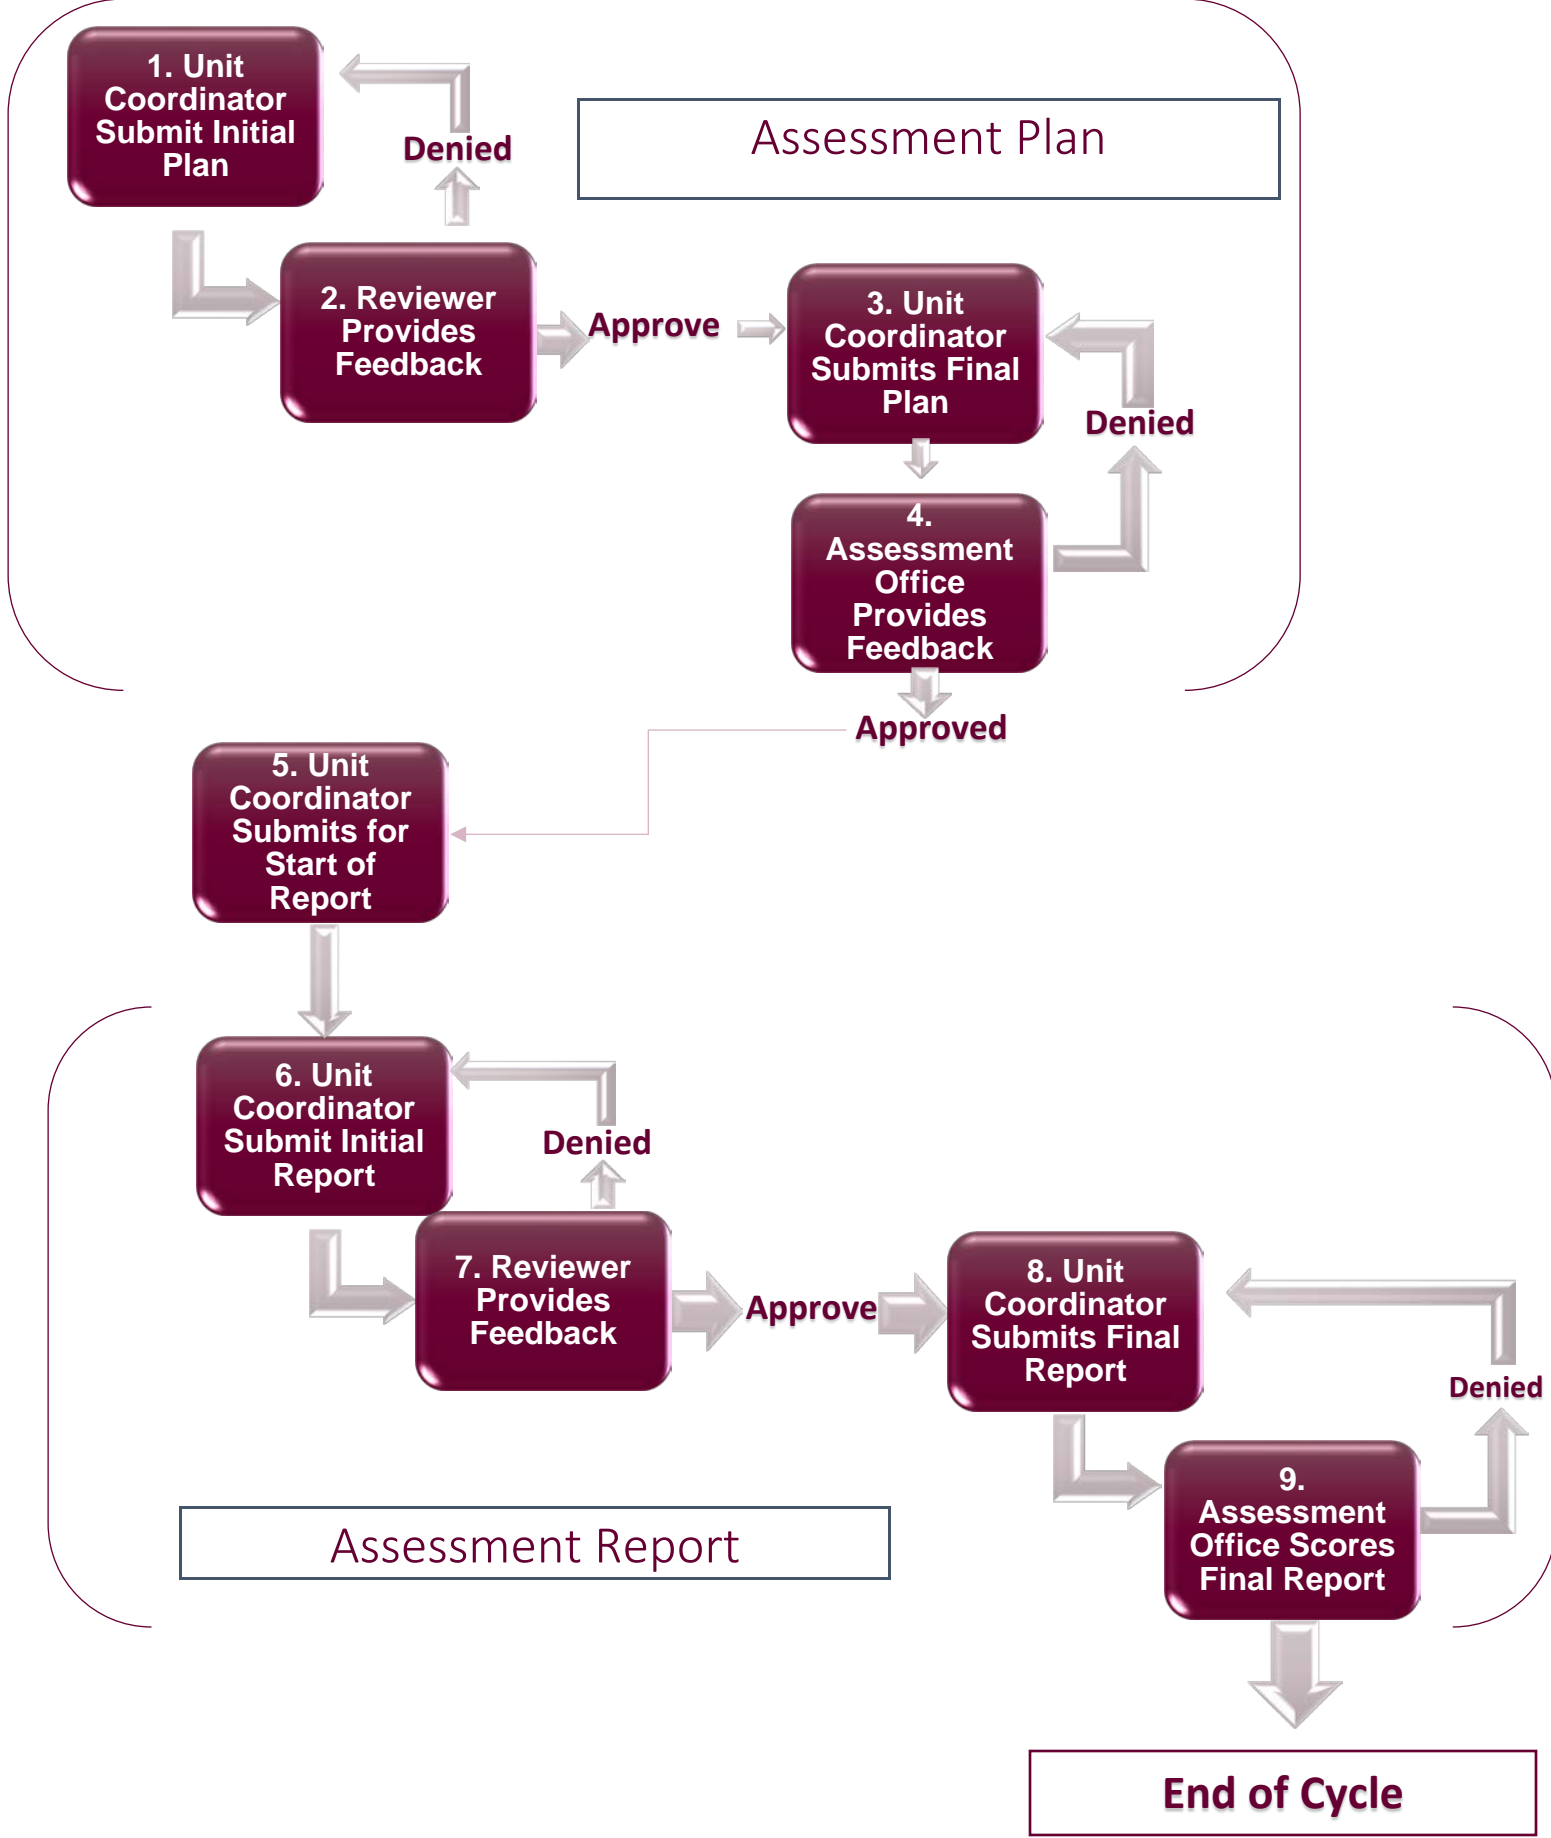 1. Unit
Coordinator
Submit Initial
Plan
Denied
Assessment Plan
2. Reviewer
Provides
Feedback
Approve
3. Unit
Coordinator
Submits Final
Plan
Denied
4.
Assessment
Office
Provides
Feedback
Approved
5. Unit
Coordinator
Submits for
Start of
Report
6. Unit
Coordinator
Submit Initial
Report
Denied
7. Reviewer
Provides
Feedback
Approve
8. Unit
Coordinator
Submits Final
Report
Denied
9.
Assessment
Office Scores
Final Report
Assessment Report
End of Cycle